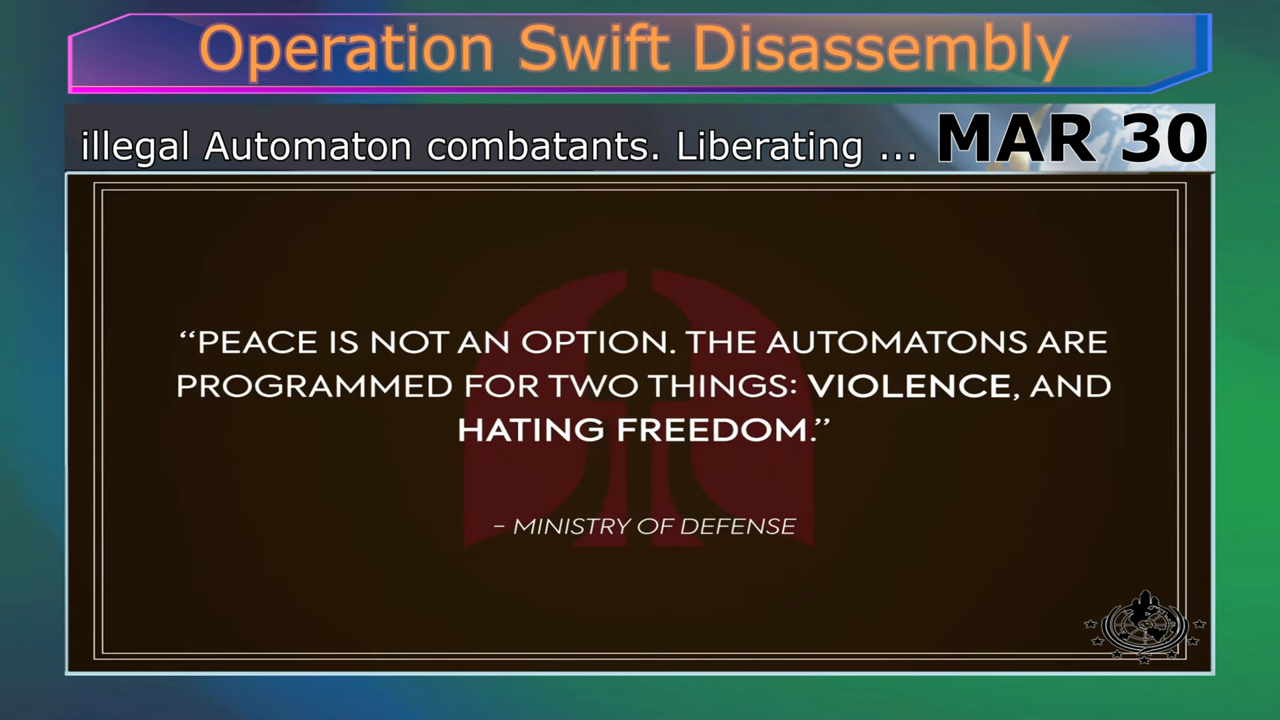 Operation Swift Disassembly
illegal Automaton combatants. Liberating ...
MAR 30
“PEACE IS NOT AN OPTION. THE AUTOMATONS ARE
PROGRAMMED FOR TWO THINGS: VIOLENCE, AND
HATING FREEDOM.”
– MINISTRY OF DEFENSE